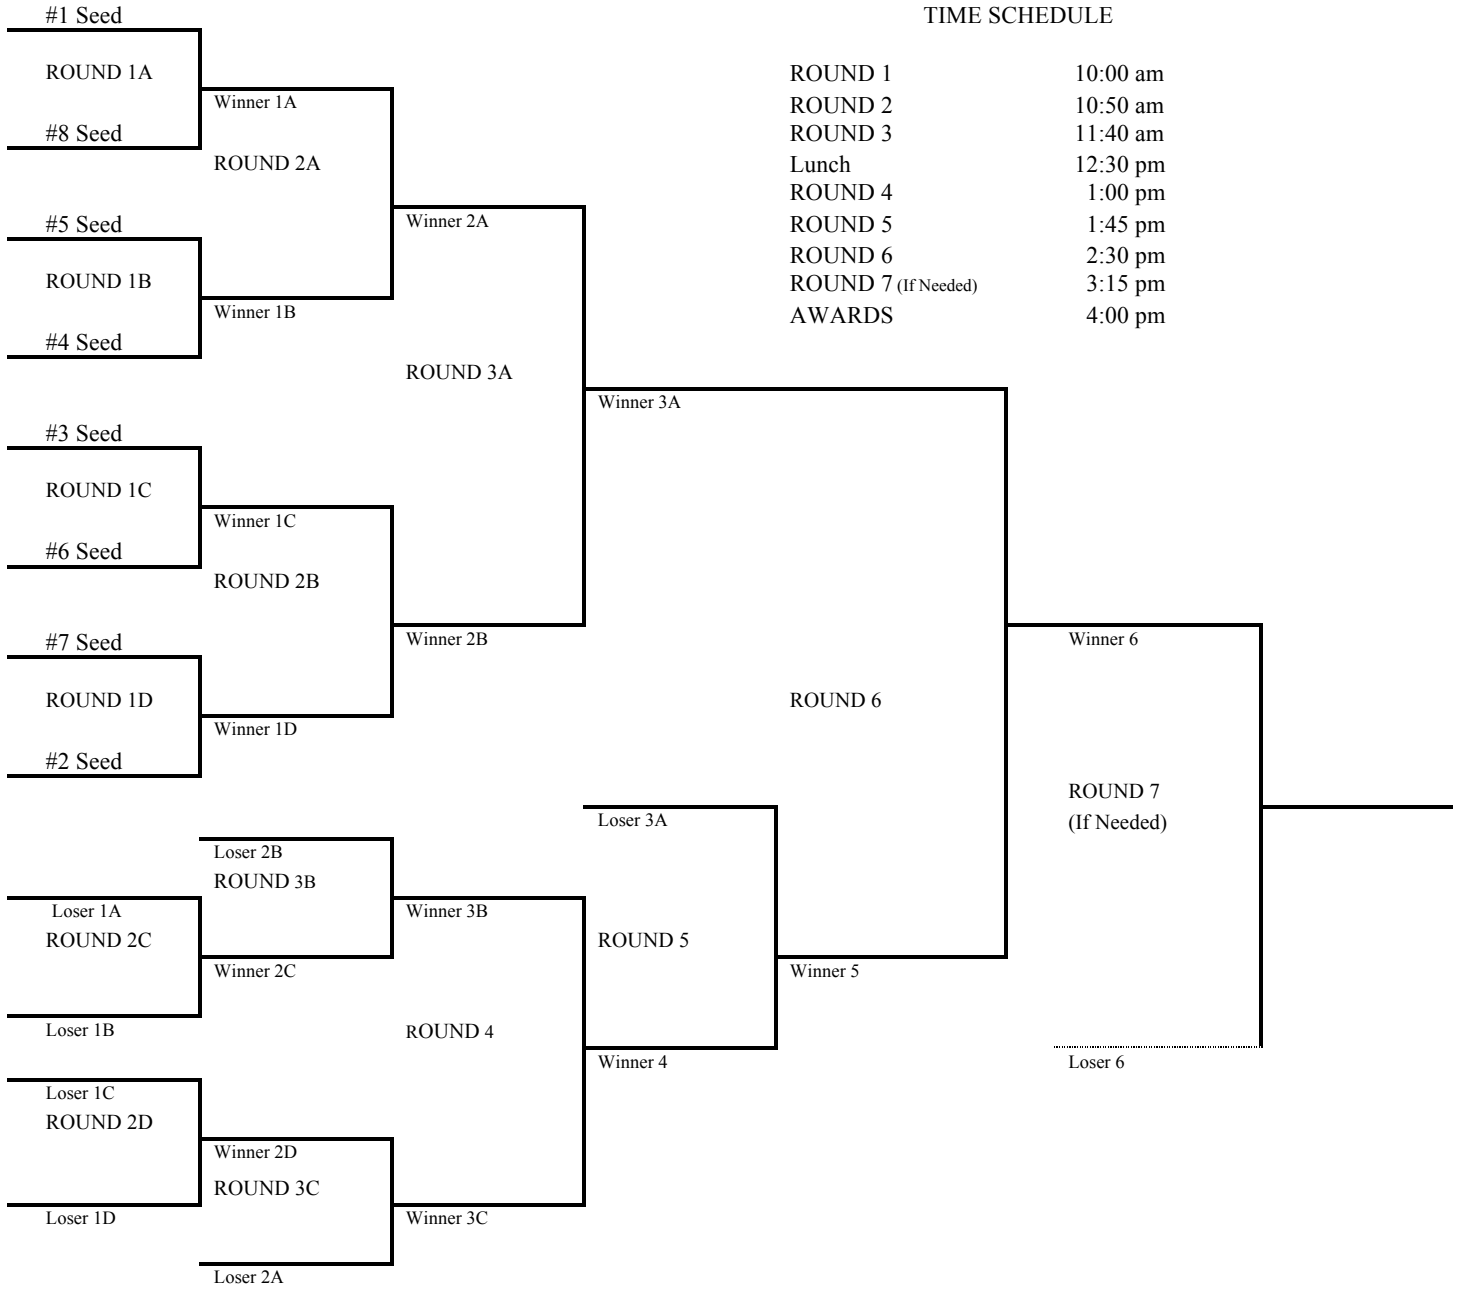 #1 Seed
TIME SCHEDULE
ROUND 1A
ROUND 1 10:00 am
Winner 1A
ROUND 2 10:50 am
#8 Seed
ROUND 3 11:40 am
ROUND 2A
Lunch 12:30 pm
ROUND 4 1:00 pm
#5 Seed
Winner 2A
ROUND 5 1:45 pm
ROUND 6 2:30 pm
ROUND 1B
ROUND 7 (If Needed) 3:15 pm
Winner 1B
AWARDS 4:00 pm
#4 Seed
ROUND 3A
Winner 3A
#3 Seed
ROUND 1C
Winner 1C
#6 Seed
ROUND 2B
#7 Seed
Winner 2B
Winner 6
ROUND 1D
ROUND 6
Winner 1D
#2 Seed
ROUND 7
(If Needed)
Loser 3A
Loser 2B
ROUND 3B
Loser 1A
Winner 3B
ROUND 2C
ROUND 5
Winner 2C
Winner 5
Loser 1B
ROUND 4
Winner 4
Loser 6
Loser 1C
ROUND 2D
Winner 2D
ROUND 3C
Loser 1D
Winner 3C
Loser 2A